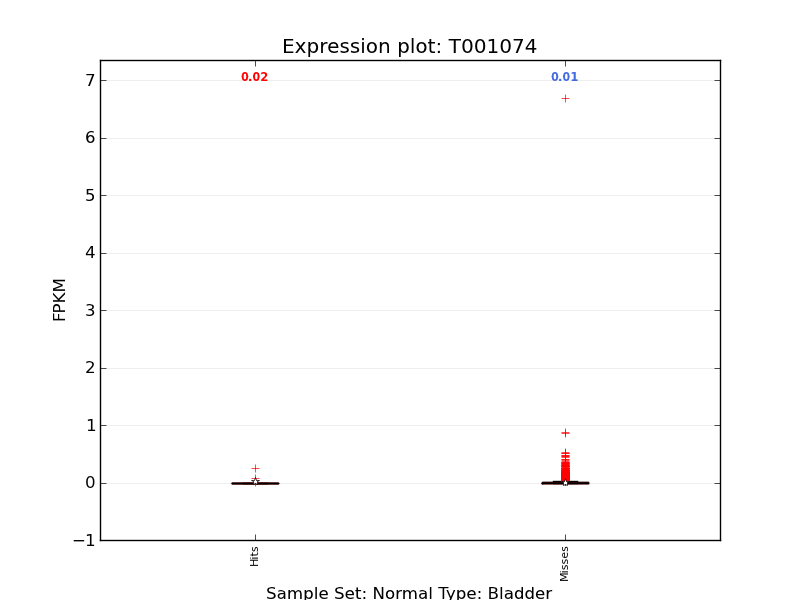 Expression plot: T001074
0.02
0.01
7
6
5
4
3
2
1
0
−1
FPKM
Hits
Misses
Sample Set: Normal Type: Bladder